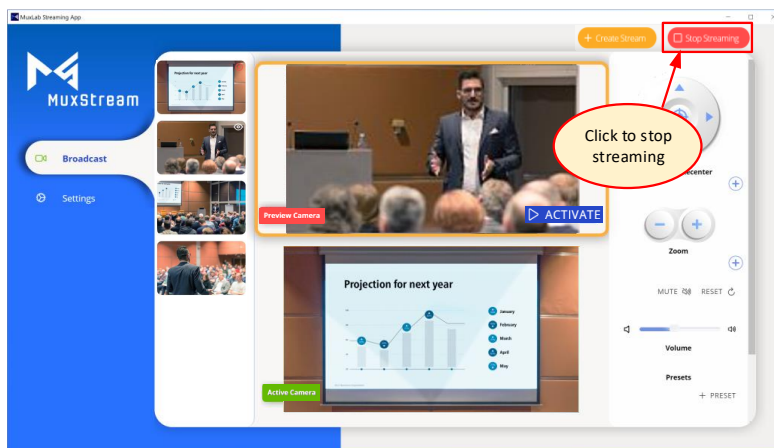 MuxLab Streaming App
+ Create Stream
Stop Streaming
MuxStream
Broadcast
Settings
Projection for next year
Preview Camera
ACTIVATE
Click to stop
streaming
Zoom
MUTE
RESET
Volume
Presets
+ PRESET
Projection for next year
January
February
March
April
May
Active Camera